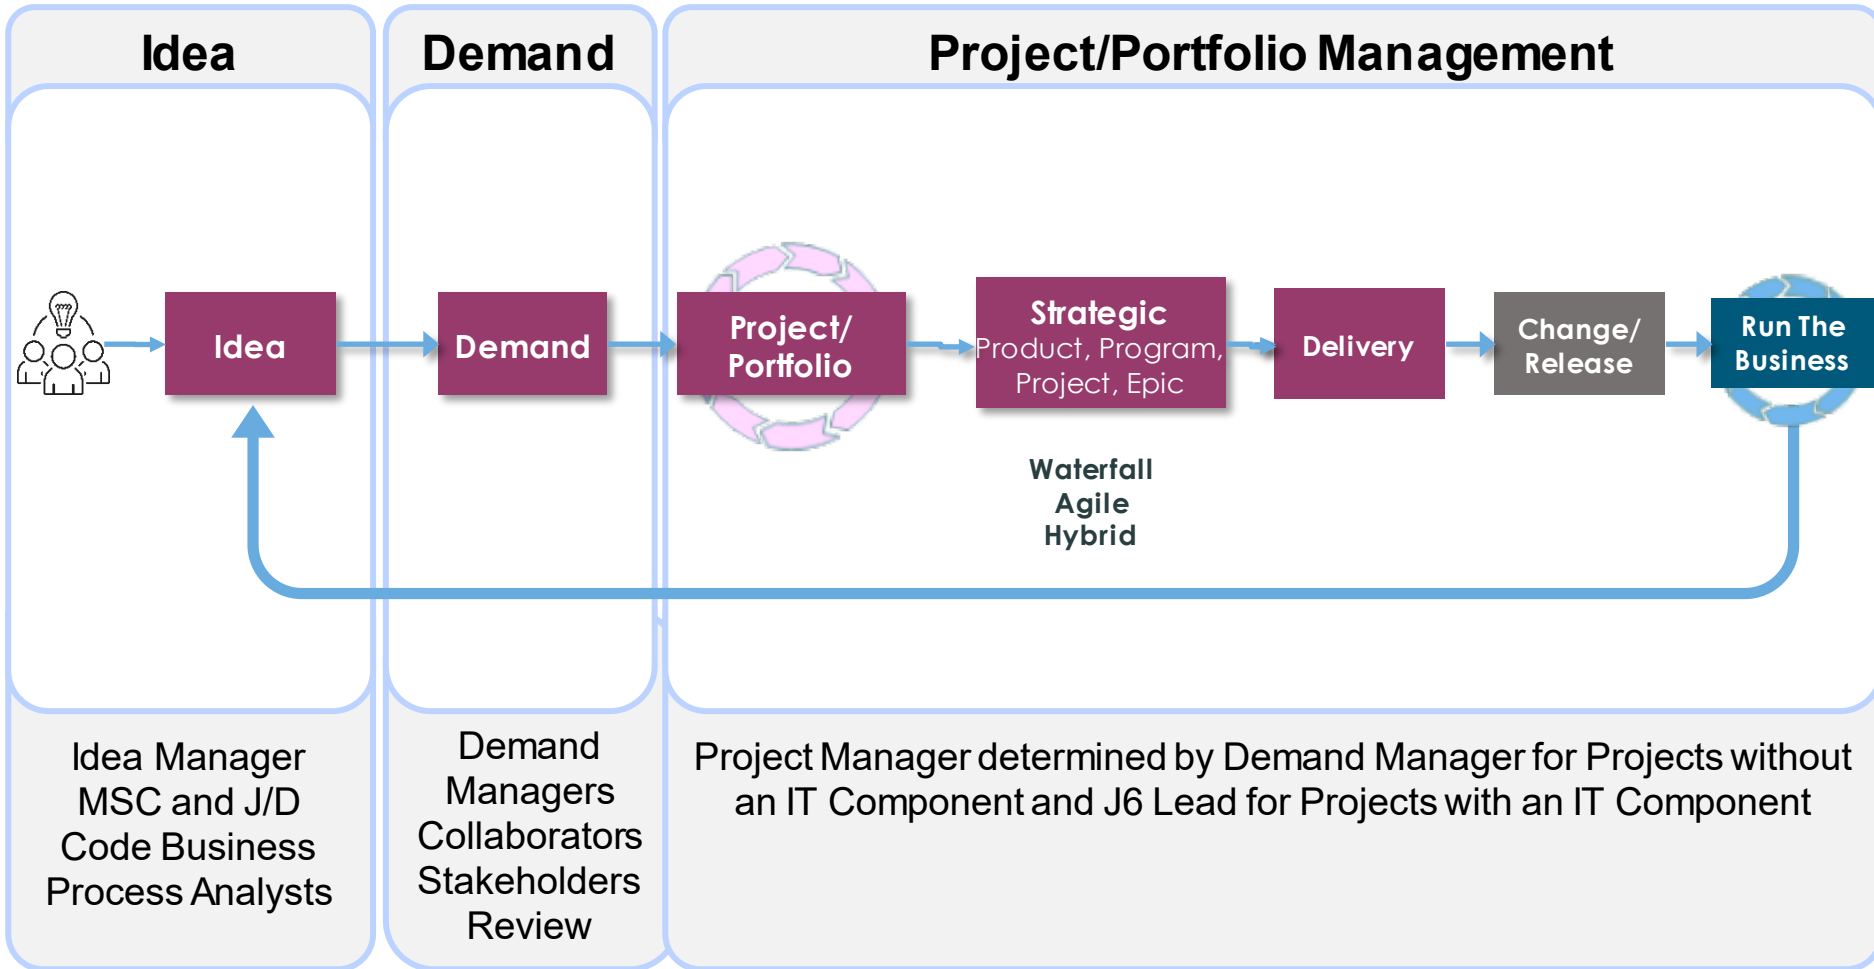 Idea
Demand
Project/Portfolio Management
Idea
Demand
Project/
Portfolio
Strategic
Product, Program,
Project, Epic
Delivery
Change/
Release
Run The
Business
Waterfall
Agile
Hybrid
Idea Manager
MSC and J/D
Code Business
Process Analysts
Demand
Managers
Collaborators
Stakeholders
Review
Project Manager determined by Demand Manager for Projects without
an IT Component and J6 Lead for Projects with an IT Component